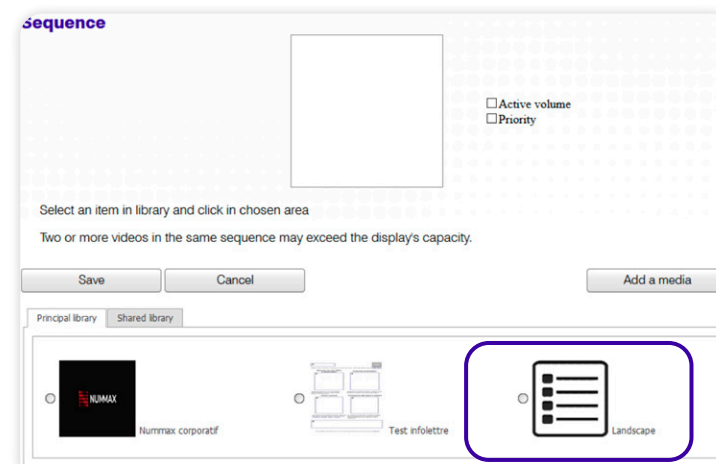 Sequence
Active volume
Priority
Select an item in library and click in chosen area
Two or more videos in the same sequence may exceed the display's capacity.
Save Cancel Add a media
Principal library Shared library
NUMMAX
Nummax corporatif Test infolettre Landscape